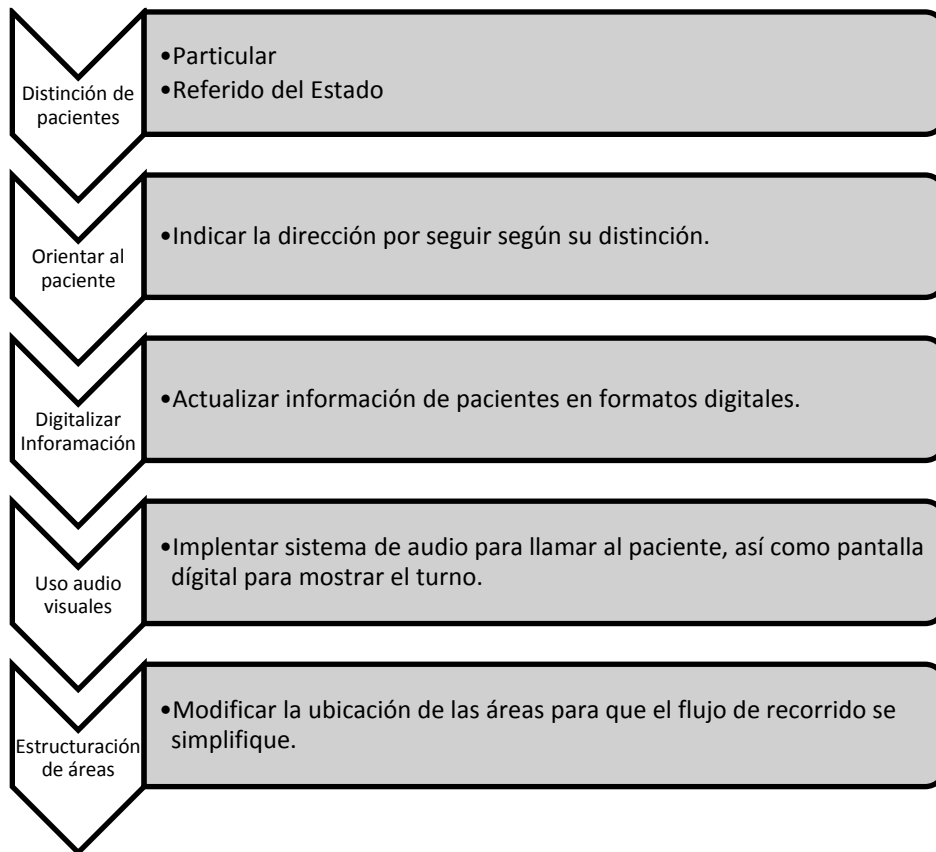 Distinción de
pacientes
•Particular
•Referido del Estado
Orientar al
paciente
•Indicar la dirección por seguir según su distinción.
Digitalizar
Inforamación
•Actualizar información de pacientes en formatos digitales.
Uso audio
visuales
•Implentar sistema de audio para llamar al paciente, así como pantalla
dígital para mostrar el turno.
Estructuración
de áreas
•Modificar la ubicación de las áreas para que el flujo de recorrido se
simplifique.